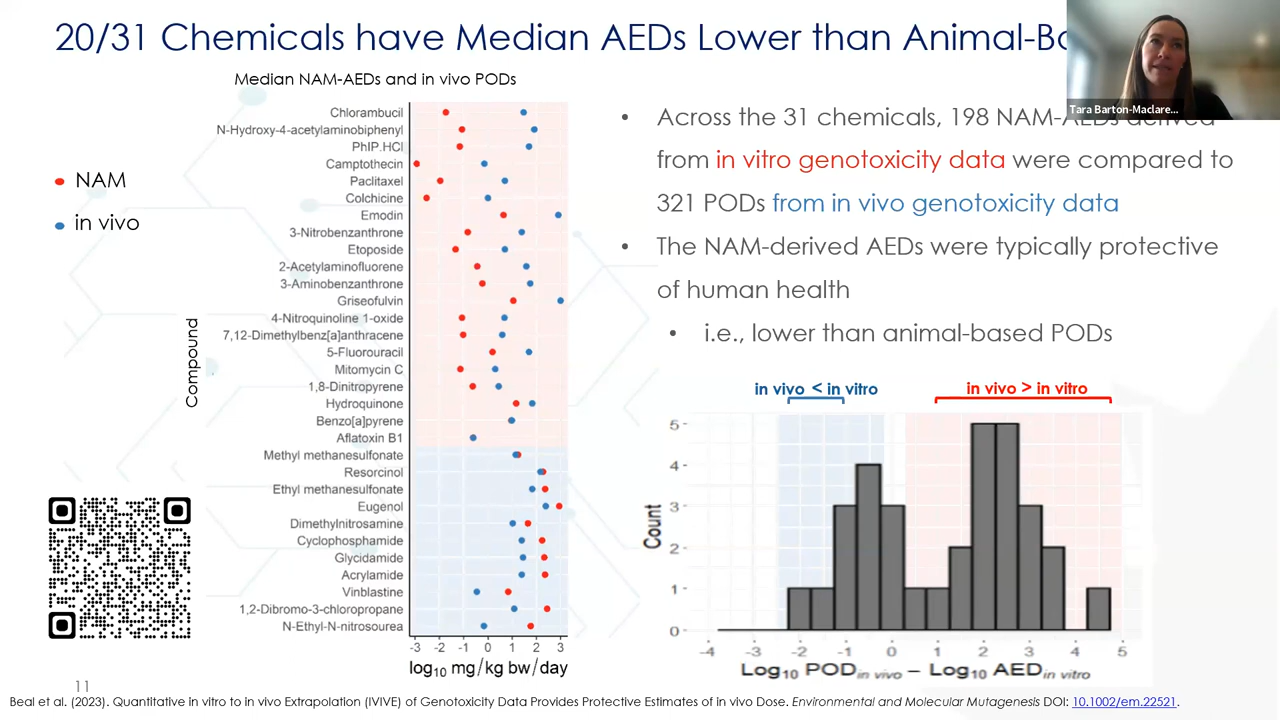 20/31 Chemicals have Median AEDs Lower than Animal-Ba
Tara Barton-Maclare...
Median NAM-AEDs and in vivo PODs
NAM
in vivo
Compound
Chlorambucil
N-Hydroxy-4-acetylaminobiphenyl
PhIP.HCl
Camptothecin
Paclitaxel
Colchicine
Emodin
3-Nitrobenzanthrone
Etoposide
2-Acetylaminofluorene
3-Aminobenzanthrone
Griseofulvin
4-Nitroquinoline 1-oxide
7,12-Dimethylbenz[a]anthracene
5-Fluorouracil
Mitomycin C
1,8-Dinitropyrene
Hydroquinone
Benzo[a]pyrene
Aflatoxin B1
Methyl methanesulfonate
Resorcinol
Ethyl methanesulfonate
Eugenol
Dimethylnitrosamine
Cyclophosphamide
Glycidamide
Acrylamide
Vinblastine
1,2-Dibromo-3-chloropropane
N-Ethyl-N-nitrosourea
-3 -2 -1 0 1 2 3
log10 mg/kg bw/day
• Across the 31 chemicals, 198 NAM-AEDs derived
from in vitro genotoxicity data were compared to
321 PODs from in vivo genotoxicity data
• The NAM-derived AEDs were typically protective
of human health
• i.e., lower than animal-based PODs
in vivo < in vitro
in vivo > in vitro
Count
5
4
3
2
1
0
-4 -3 -2 -1 0 1 2 3 4 5
Log10 PODin vivo – Log10 AEDin vitro
11
Beal et al. (2023). Quantitative in vitro to in vivo Extrapolation (IVIVE) of Genotoxicity Data Provides Protective Estimates of in vivo Dose. Environmental and Molecular Mutagenesis DOI: 10.1002/em.22521.